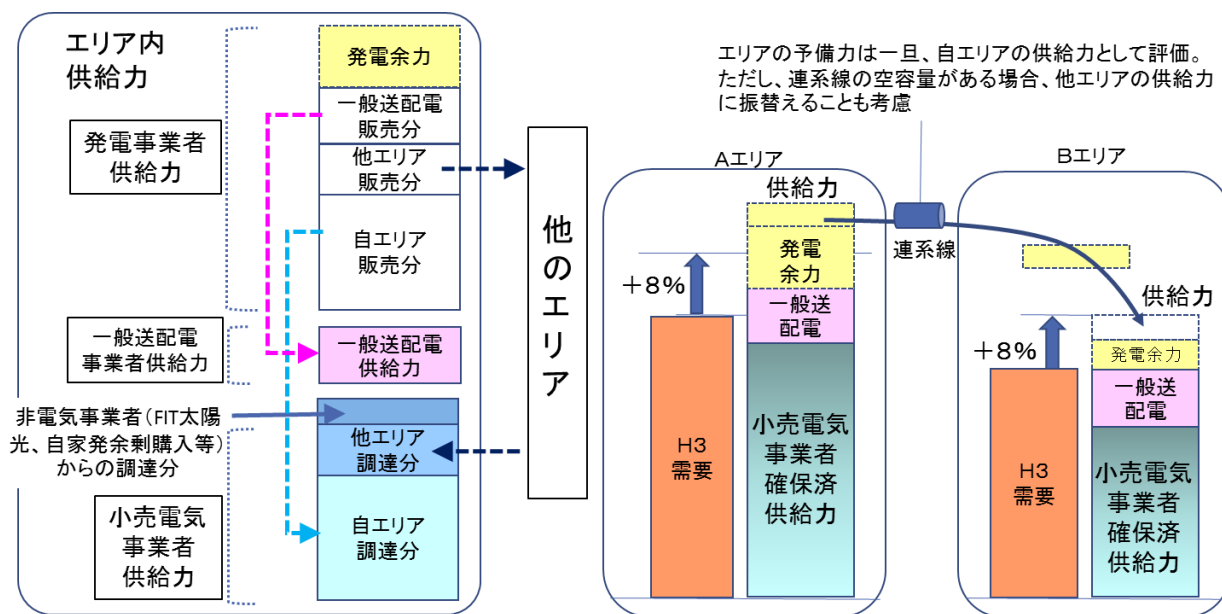 エリア内
供給力
発電事業者
供給力
一般送配電
事業者供給力
非電気事業者(FIT太陽
光、自家発余剰購入等)
からの調達分
小売電気
事業者
供給力
発電余力
一般送配電
販売分
他エリア
販売分
自エリア
販売分
一般送配電
供給力
他エリア
調達分
自エリア
調達分
他のエリア
エリアの予備力は一旦、自エリアの供給力として評価。
ただし、連系線の空容量がある場合、他エリアの供給力
に振替えることも考慮
Aエリア
供給力
+8%
H3
需要
発電
余力
一般送
配電
小売電気
事業者
確保済
供給力
連系線
Bエリア
供給力
+8%
H3
需要
発電余力
一般送
配電
小売電気
事業者
確保済
供給力